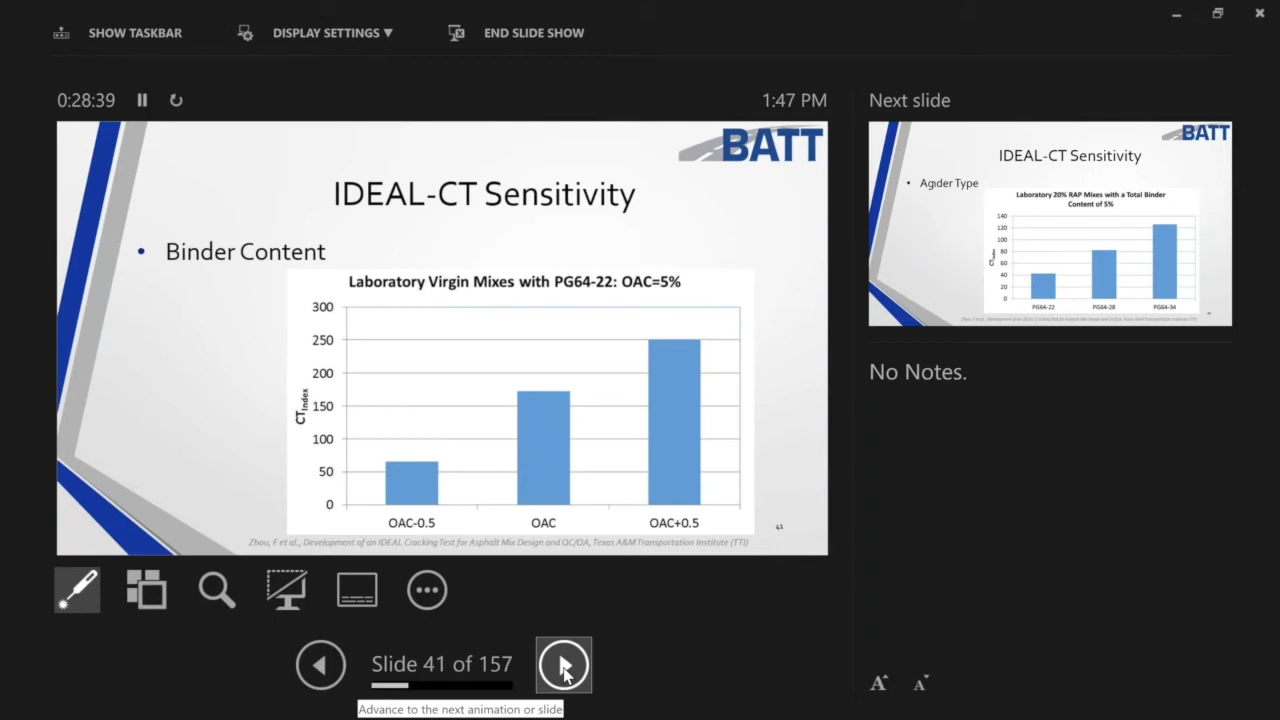 SHOW TASKBAR
DISPLAY SETTINGS ▼
END SLIDE SHOW
0:28:39
1:47 PM
Next slide
BATT
IDEAL-CT Sensitivity
• Binder Content
Laboratory Virgin Mixes with PG64-22: OAC=5%
300
250
200
150
100
50
0
CTIndex
OAC-0.5 OAC OAC+0.5
41
Zhou, F et al., Development of an IDEAL Cracking Test for Asphalt Mix Design and QC/QA, Texas A&M Transportation Institute (TTI)
BATT
IDEAL-CT Sensitivity
• Agder Type
Laboratory 20% RAP Mixes with a Total Binder
Content of 5%
140
120
100
80
60
40
20
0
CTIndex
PG64-22 PG64-28 PG64-34
No Notes.
Slide 41 of 157
Advance to the next animation or slide
A A